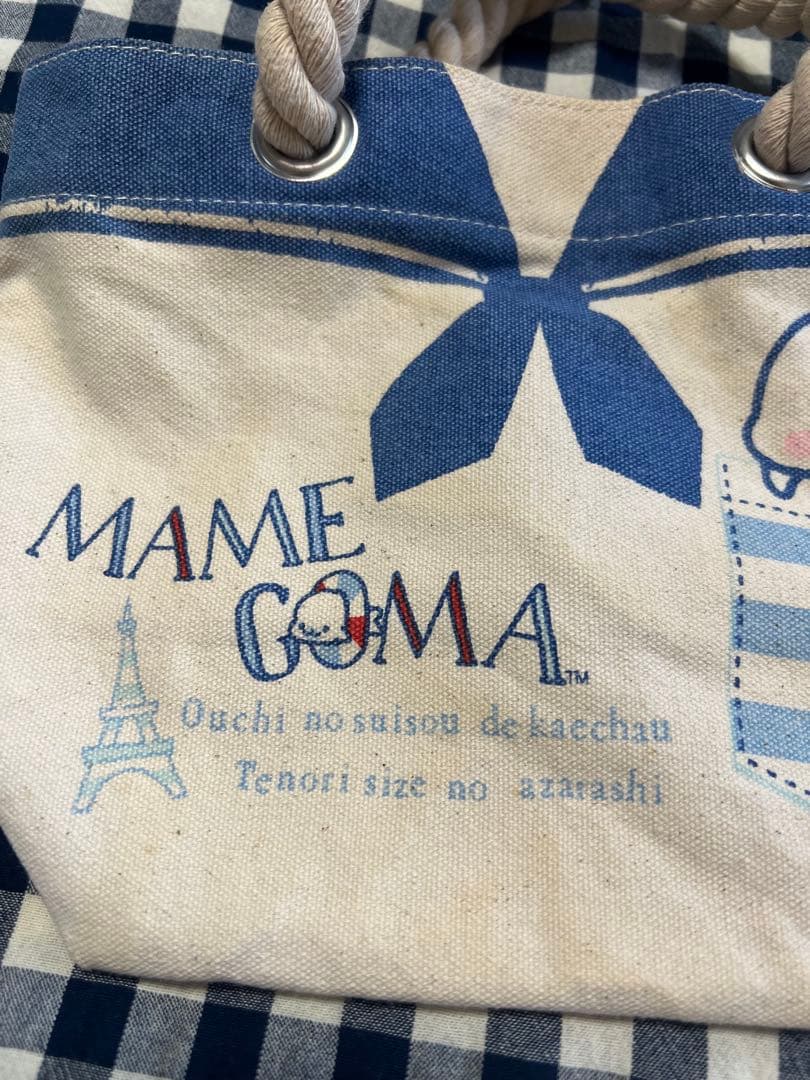 MAME
GOMA™
Ouchi no suisou de kaechau
Tenori size no azarashi